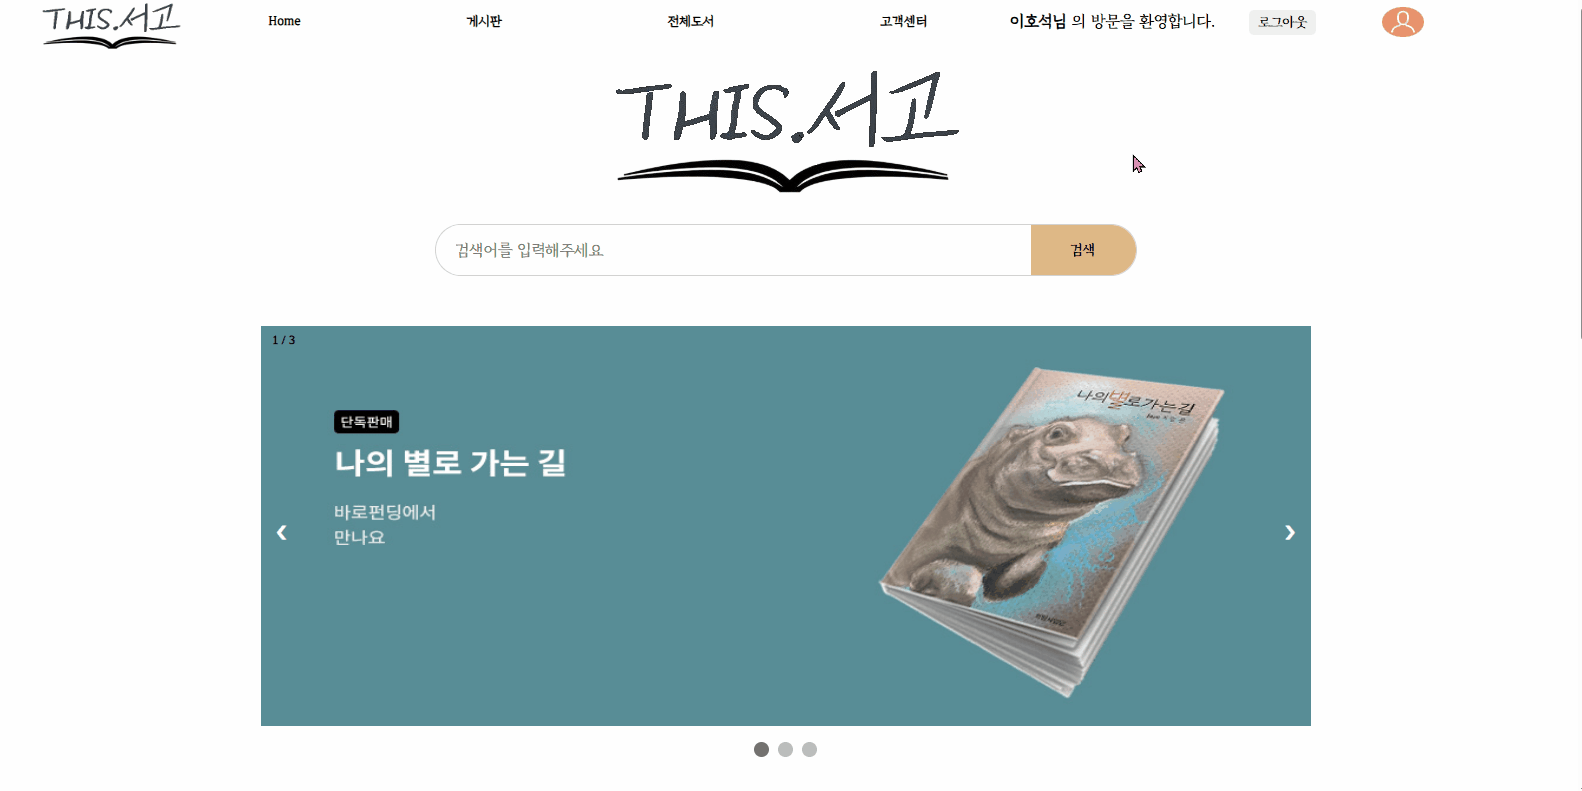 THIS.서고
Home
게시판
전체도서
고객센터
이호석님 의 방문을 환영합니다.
로그아웃
THIS.서고
검색어를 입력해주세요
검색
1 / 3
단독판매
나의 별로 가는 길
바로펀딩에서
만나요
나의별로가는길